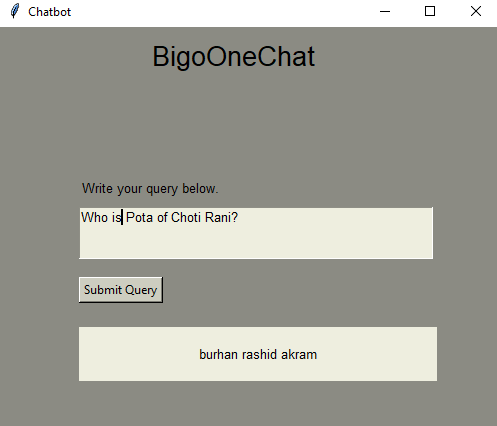 Chatbot
BigoOneChat
Write your query below.
Who is Pota of Choti Rani?
Submit Query
burhan rashid akram